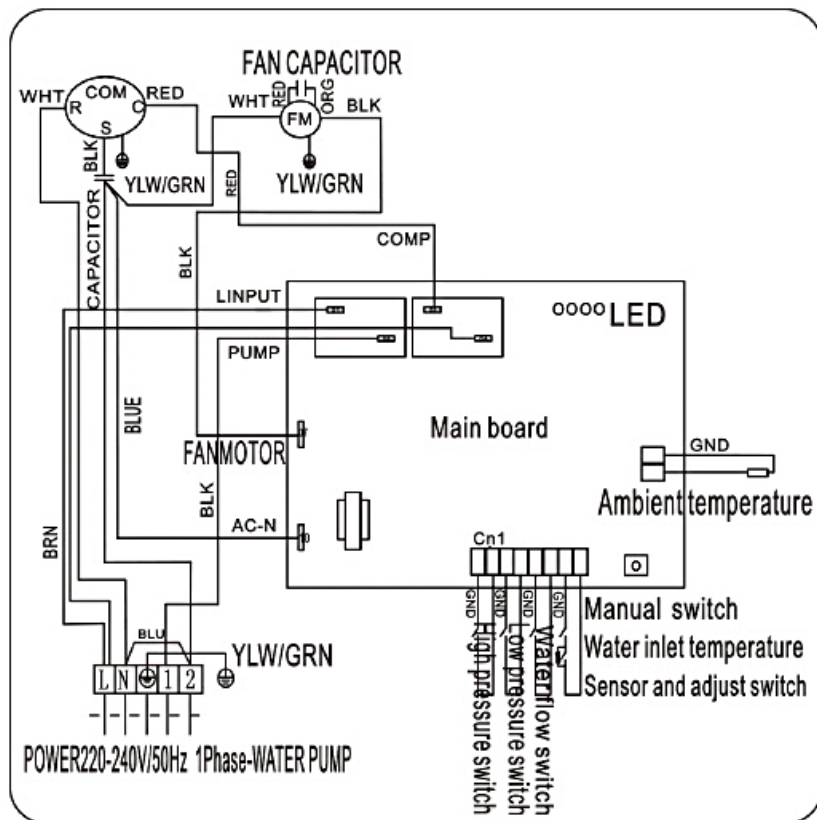 FAN CAPACITOR
WHT
COM
RED
R
C
S
WHT
RED
ORG
BLK
FM
BLK
YLW/GRN
YLW/GRN
RED
CAPACITOR
BLK
COMP
LINPUT
oooo LED
PUMP
BLUE
Main board
FANMOTOR
GND
BLK
Ambient temperature
BRN
AC-N
Cn1
GND
GND
GND
GND
Manual switch
High pressure switch
Low pressure switch
Waterflow switch
Water inlet temperature
Sensor and adjust switch
BLU
YLW/GRN
L N 1 2
POWER220-240V/50Hz 1Phase-WATER PUMP